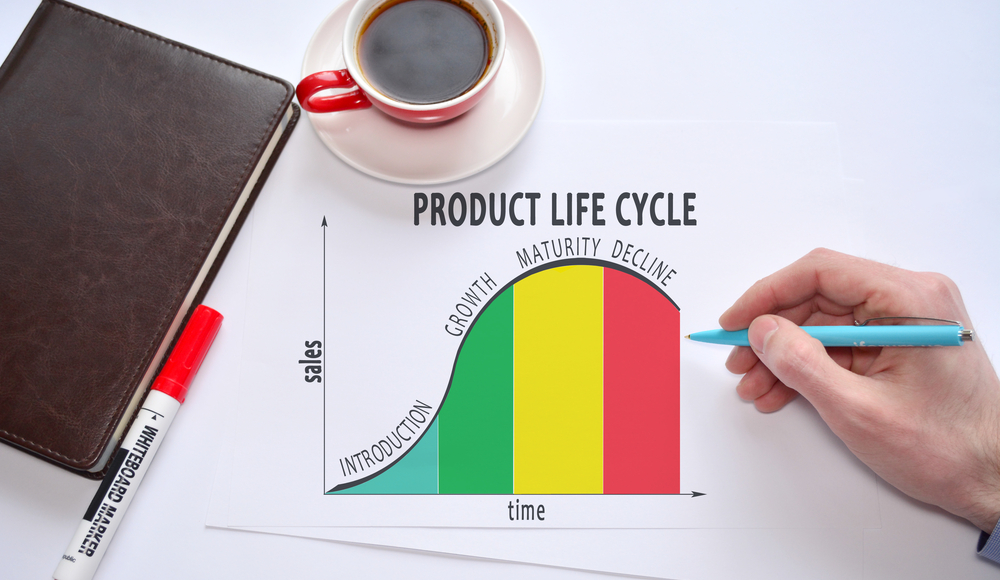 PRODUCT LIFE CYCLE
MATURITY
DECLINE
GROWTH
INTRODUCTION
sales
time
WHITEBOARD MARKER